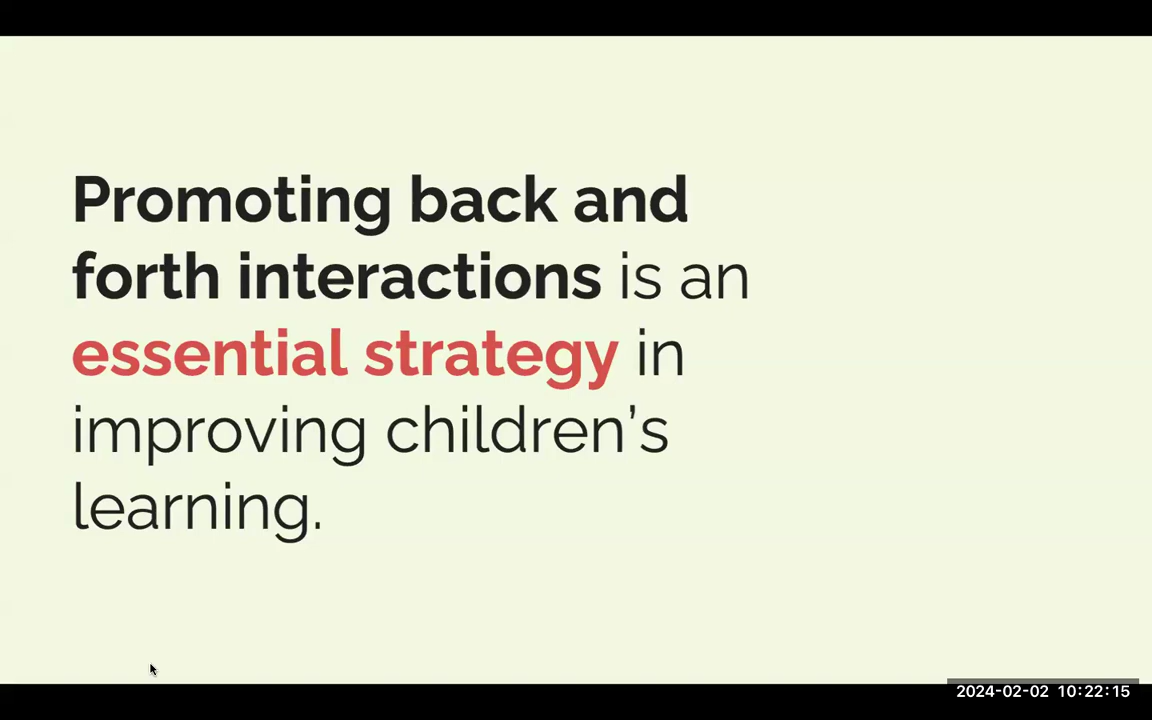 Promoting back and
forth interactions is an
essential strategy in
improving children’s
learning.
2024-02-02 10:22:15